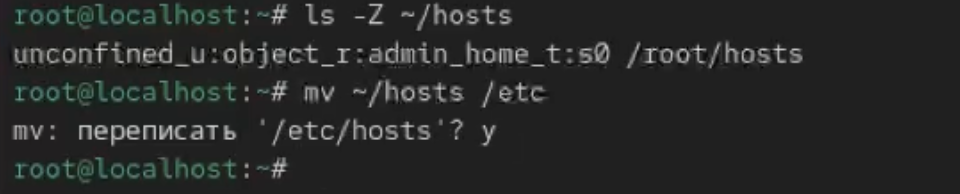 root@localhost:~# ls -Z ~/hosts
unconfined_u:object_r:admin_home_t:s0 /root/hosts
root@localhost:~# mv ~/hosts /etc
mv: переписать '/etc/hosts'? y
root@localhost:~#